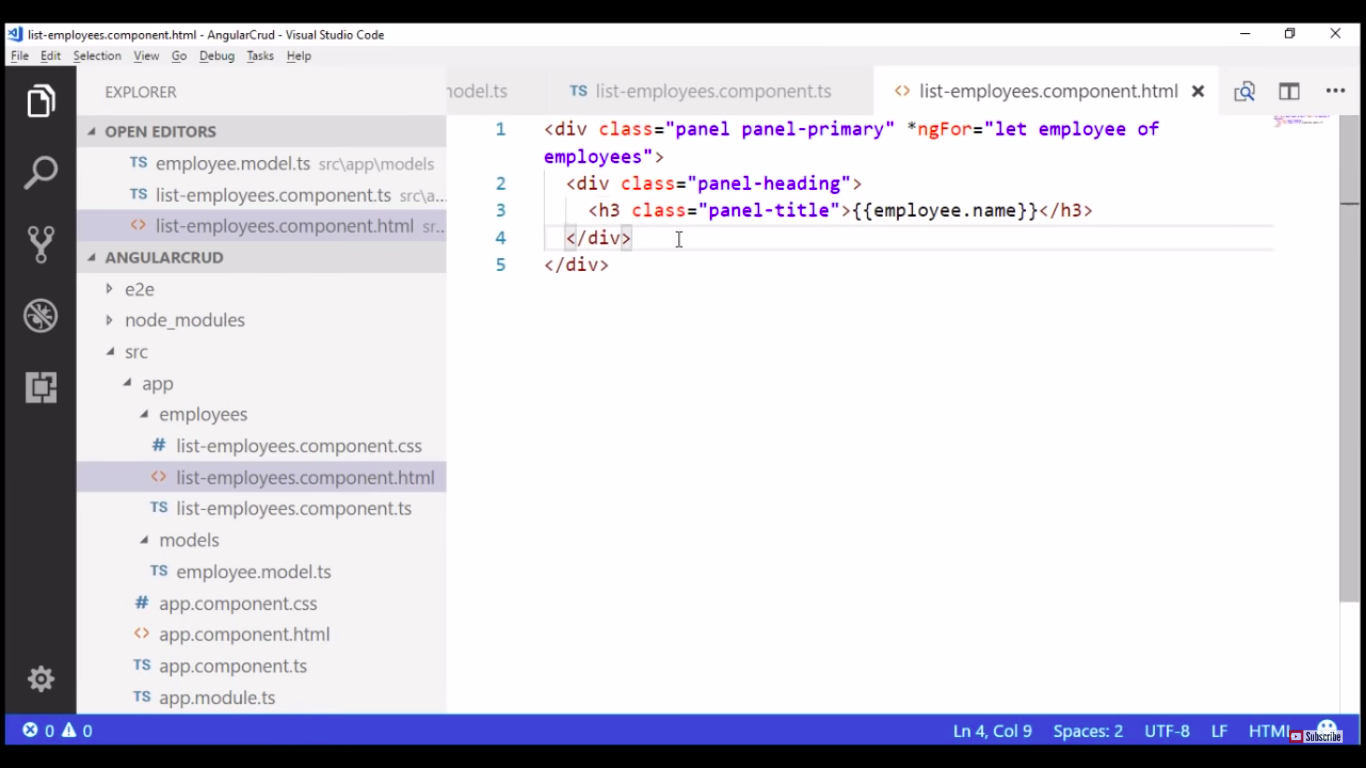 list-employees.component.html - AngularCrud - Visual Studio Code
File Edit Selection View Go Debug Tasks Help
EXPLORER
OPEN EDITORS
TS employee.model.ts src\app\models
TS list-employees.component.ts src\a...
<> list-employees.component.html sr...
ANGULARCRUD
e2e
node_modules
src
app
employees
# list-employees.component.css
<> list-employees.component.html
TS list-employees.component.ts
models
TS employee.model.ts
# app.component.css
<> app.component.html
TS app.component.ts
TS app.module.ts
nodel.ts TS list-employees.component.ts <> list-employees.component.html
1 <div class="panel panel-primary" *ngFor="let employee of
employees">
2 <div class="panel-heading">
3 <h3 class="panel-title">{{employee.name}}</h3>
4 </div>
5 </div>
0 0 Ln 4, Col 9 Spaces: 2 UTF-8 LF HTML
Subscribe